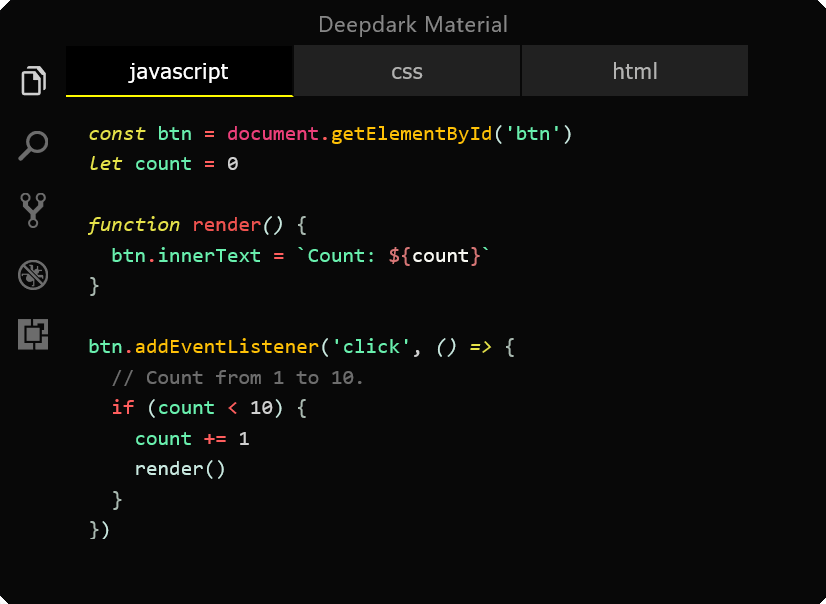 Deepdark Material
javascript css html
const btn = document.getElementById('btn')
let count = 0
function render() {
  btn.innerText = `Count: ${count}`
}
btn.addEventListener('click', () => {
  // Count from 1 to 10.
  if (count < 10) {
    count += 1
    render()
  }
})